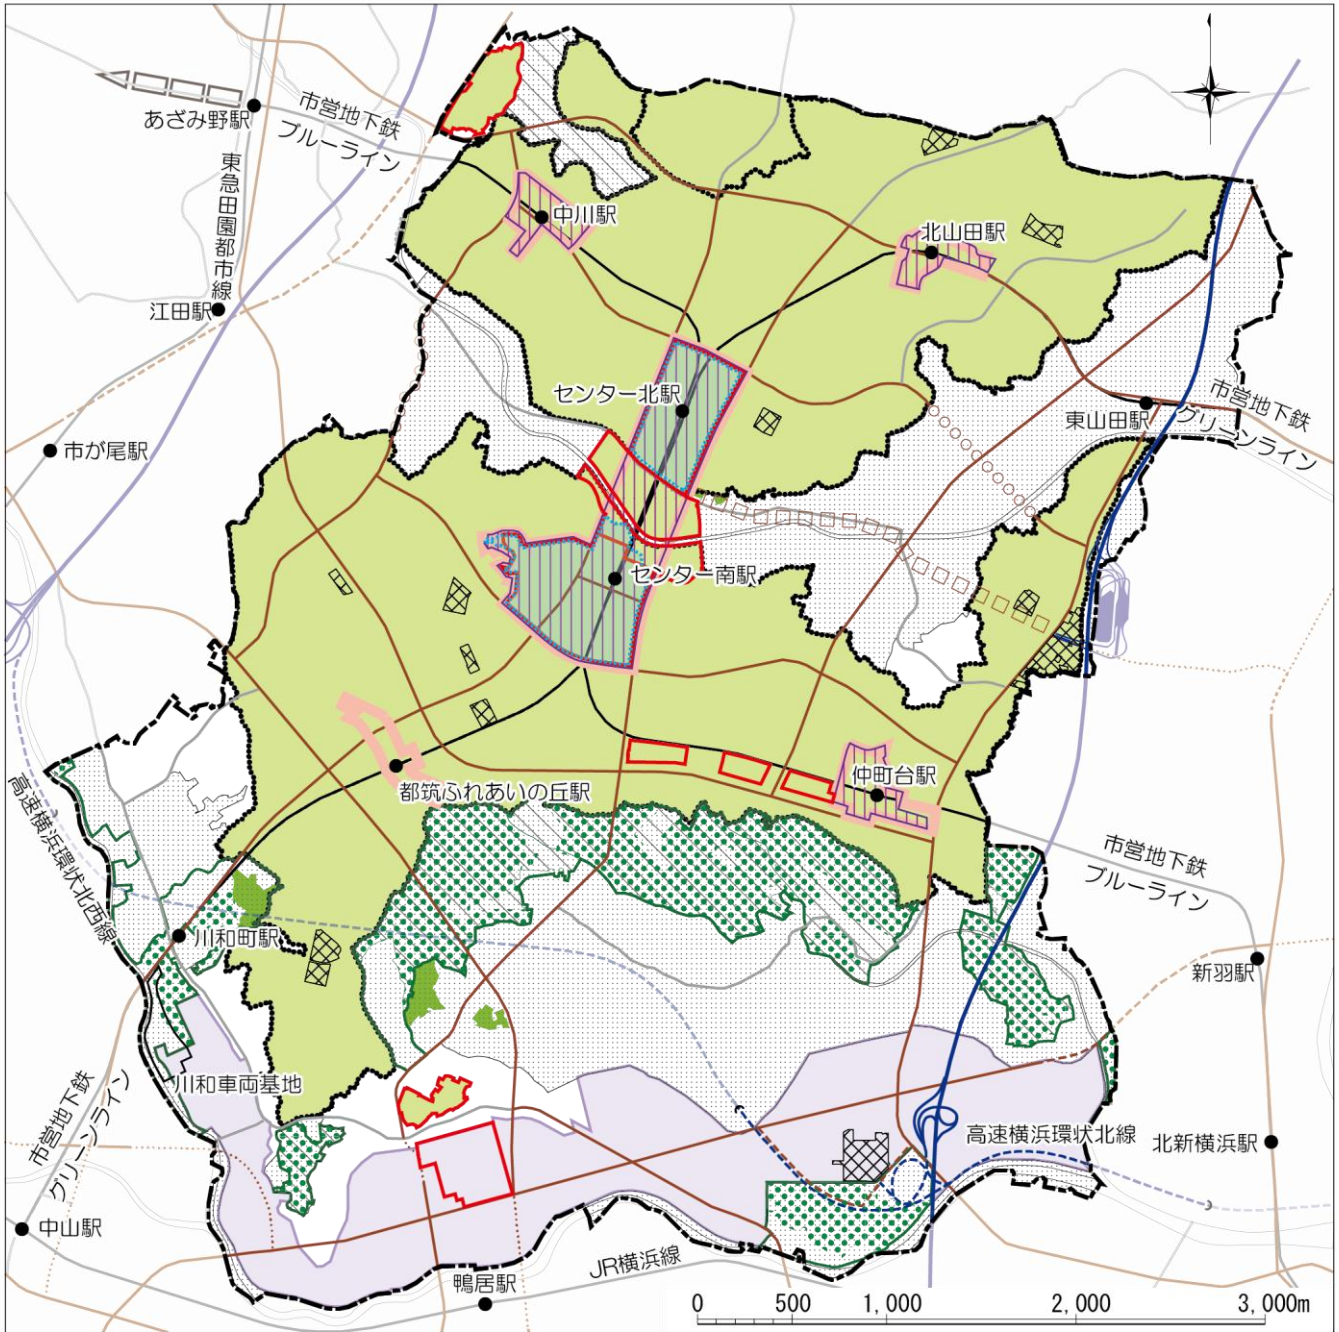 あざみ野駅
市営地下鉄
ブルーライン
東急田園都市線
中川駅
北山田駅
江田駅
センター北駅
市が尾駅
東山田駅
市営地下鉄
グリーンライン
センター南駅
仲町台駅
都筑ふれあいの丘駅
高速横浜環状北西線
市営地下鉄
ブルーライン
川和町駅
新羽駅
川和車両基地
市営地下鉄
グリーンライン
高速横浜環状北線
北新横浜駅
中山駅
JR横浜線
鴨居駅
0 500 1,000 2,000 3,000m